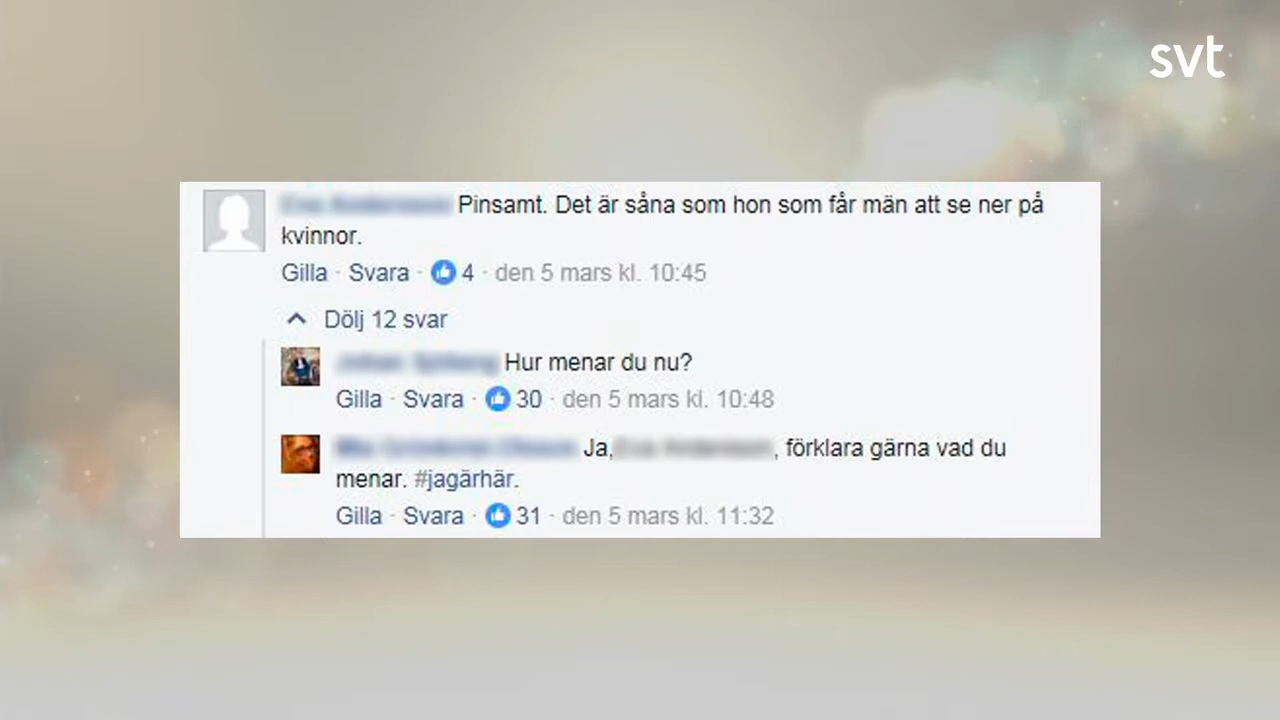 svt
Pinsamt. Det är såna som hon som får män att se ner på
kvinnor.
Gilla · Svara · 4 · den 5 mars kl. 10:45
Dölj 12 svar
Hur menar du nu?
Gilla · Svara · 30 · den 5 mars kl. 10:48
Ja, , förklara gärna vad du
menar. #jagärhär.
Gilla · Svara · 31 · den 5 mars kl. 11:32